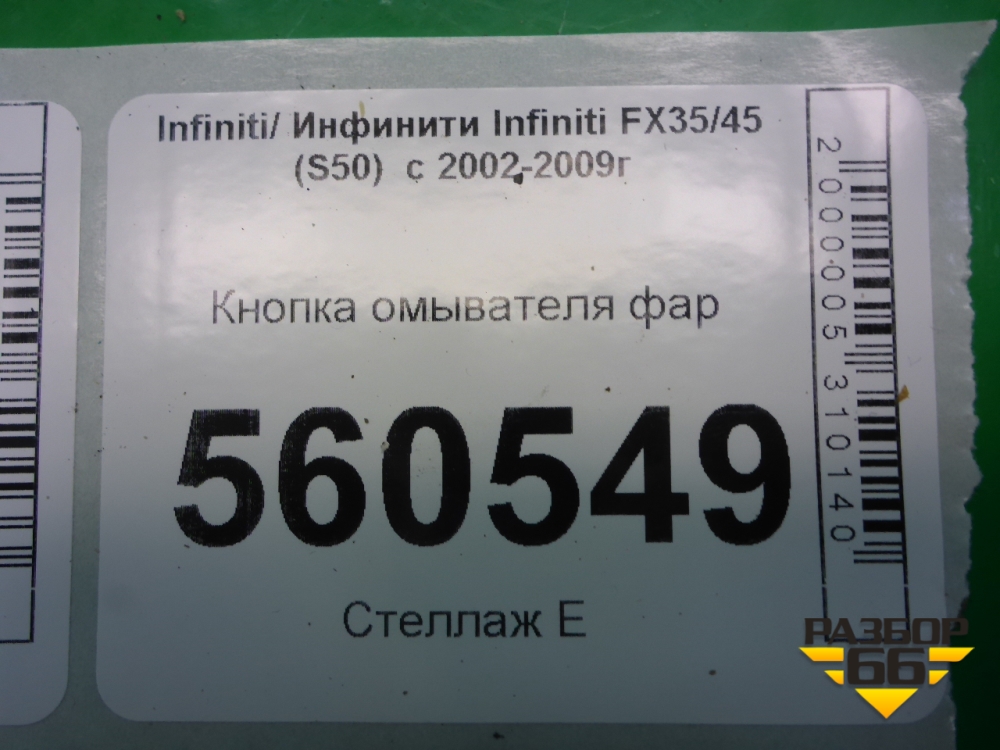 Infiniti/ Инфинити Infiniti FX35/45
(S50) с 2002-2009г
Кнопка омывателя фар
560549
Стеллаж Е
2000005310140
РАЗБОР
66